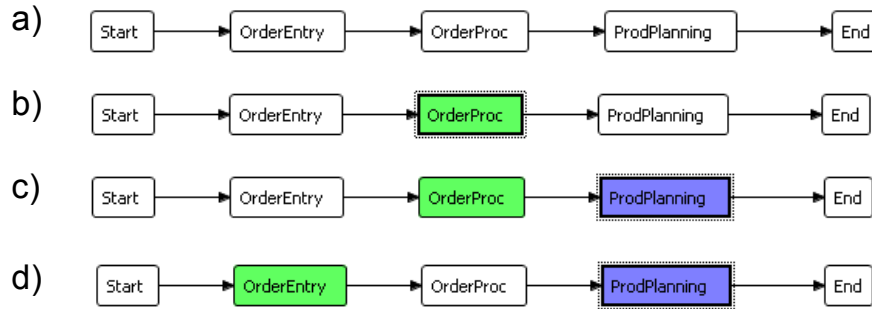 a) Start OrderEntry OrderProc ProdPlanning End
b) Start OrderEntry OrderProc ProdPlanning End
c) Start OrderEntry OrderProc ProdPlanning End
d) Start OrderEntry OrderProc ProdPlanning End